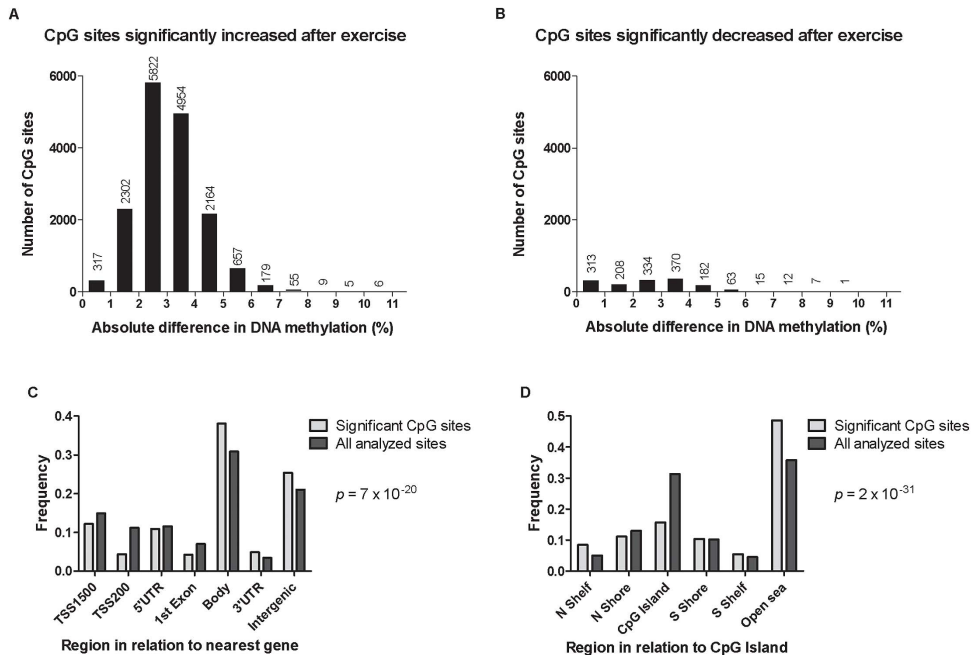 A
CpG sites significantly increased after exercise
Number of CpG sites
6000
4000
2000
0
317
2302
5822
4954
2164
657
179
55
9
5
6
0 1 2 3 4 5 6 7 8 9 10 11
Absolute difference in DNA methylation (%)
B
CpG sites significantly decreased after exercise
Number of CpG sites
6000
4000
2000
0
313
208
334
370
182
63
15
12
7
1
0 1 2 3 4 5 6 7 8 9 10 11
Absolute difference in DNA methylation (%)
C
Frequency
0.4
0.3
0.2
0.1
0.0
Significant CpG sites
All analyzed sites
p = 7 x 10-20
TSS1500
TSS200
5'UTR
1st Exon
Body
3'UTR
Intergenic
Region in relation to nearest gene
D
Frequency
0.5
0.4
0.3
0.2
0.1
0.0
Significant CpG sites
All analyzed sites
p = 2 x 10-31
N Shelf
N Shore
CpG Island
S Shore
S Shelf
Open sea
Region in relation to CpG Island